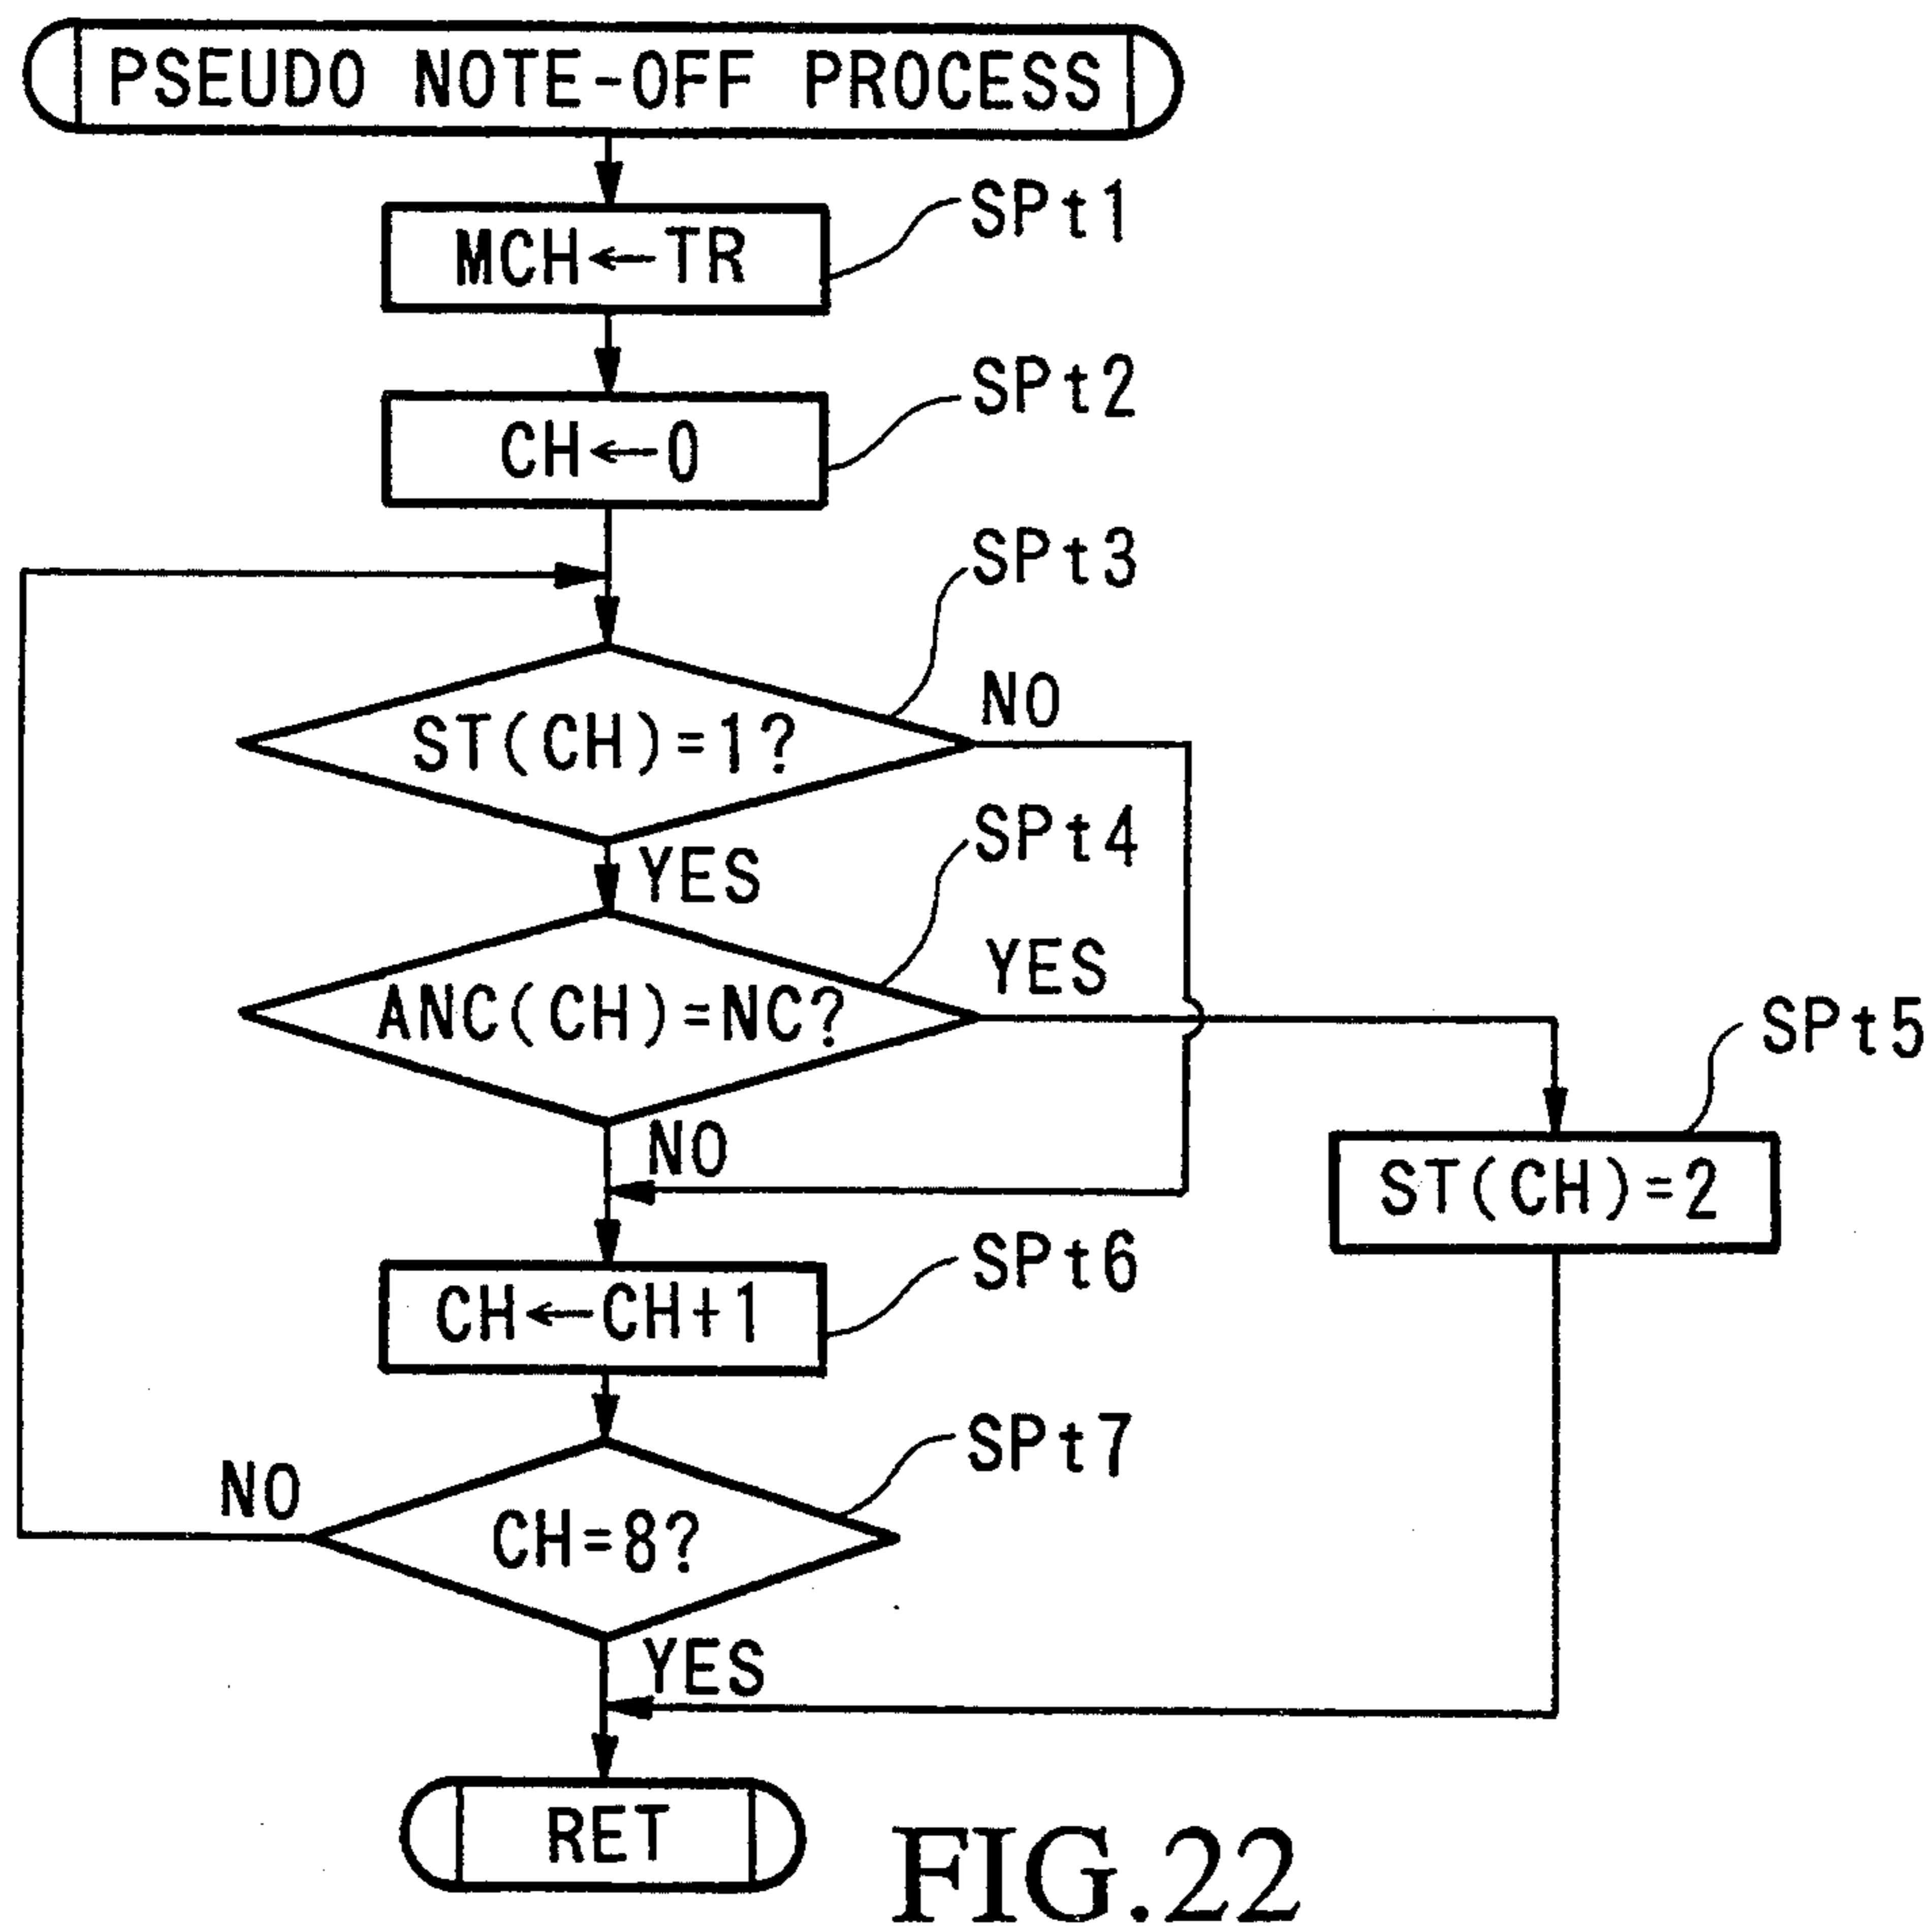 PSEUDO NOTE-OFF PROCESS
SPt1
MCH←TR
SPt2
CH←0
SPt3
ST(CH)=1?
NO
YES
SPt4
ANC(CH)=NC?
YES
NO
SPt5
ST(CH)=2
SPt6
CH←CH+1
SPt7
CH=8?
NO
YES
RET
FIG.22